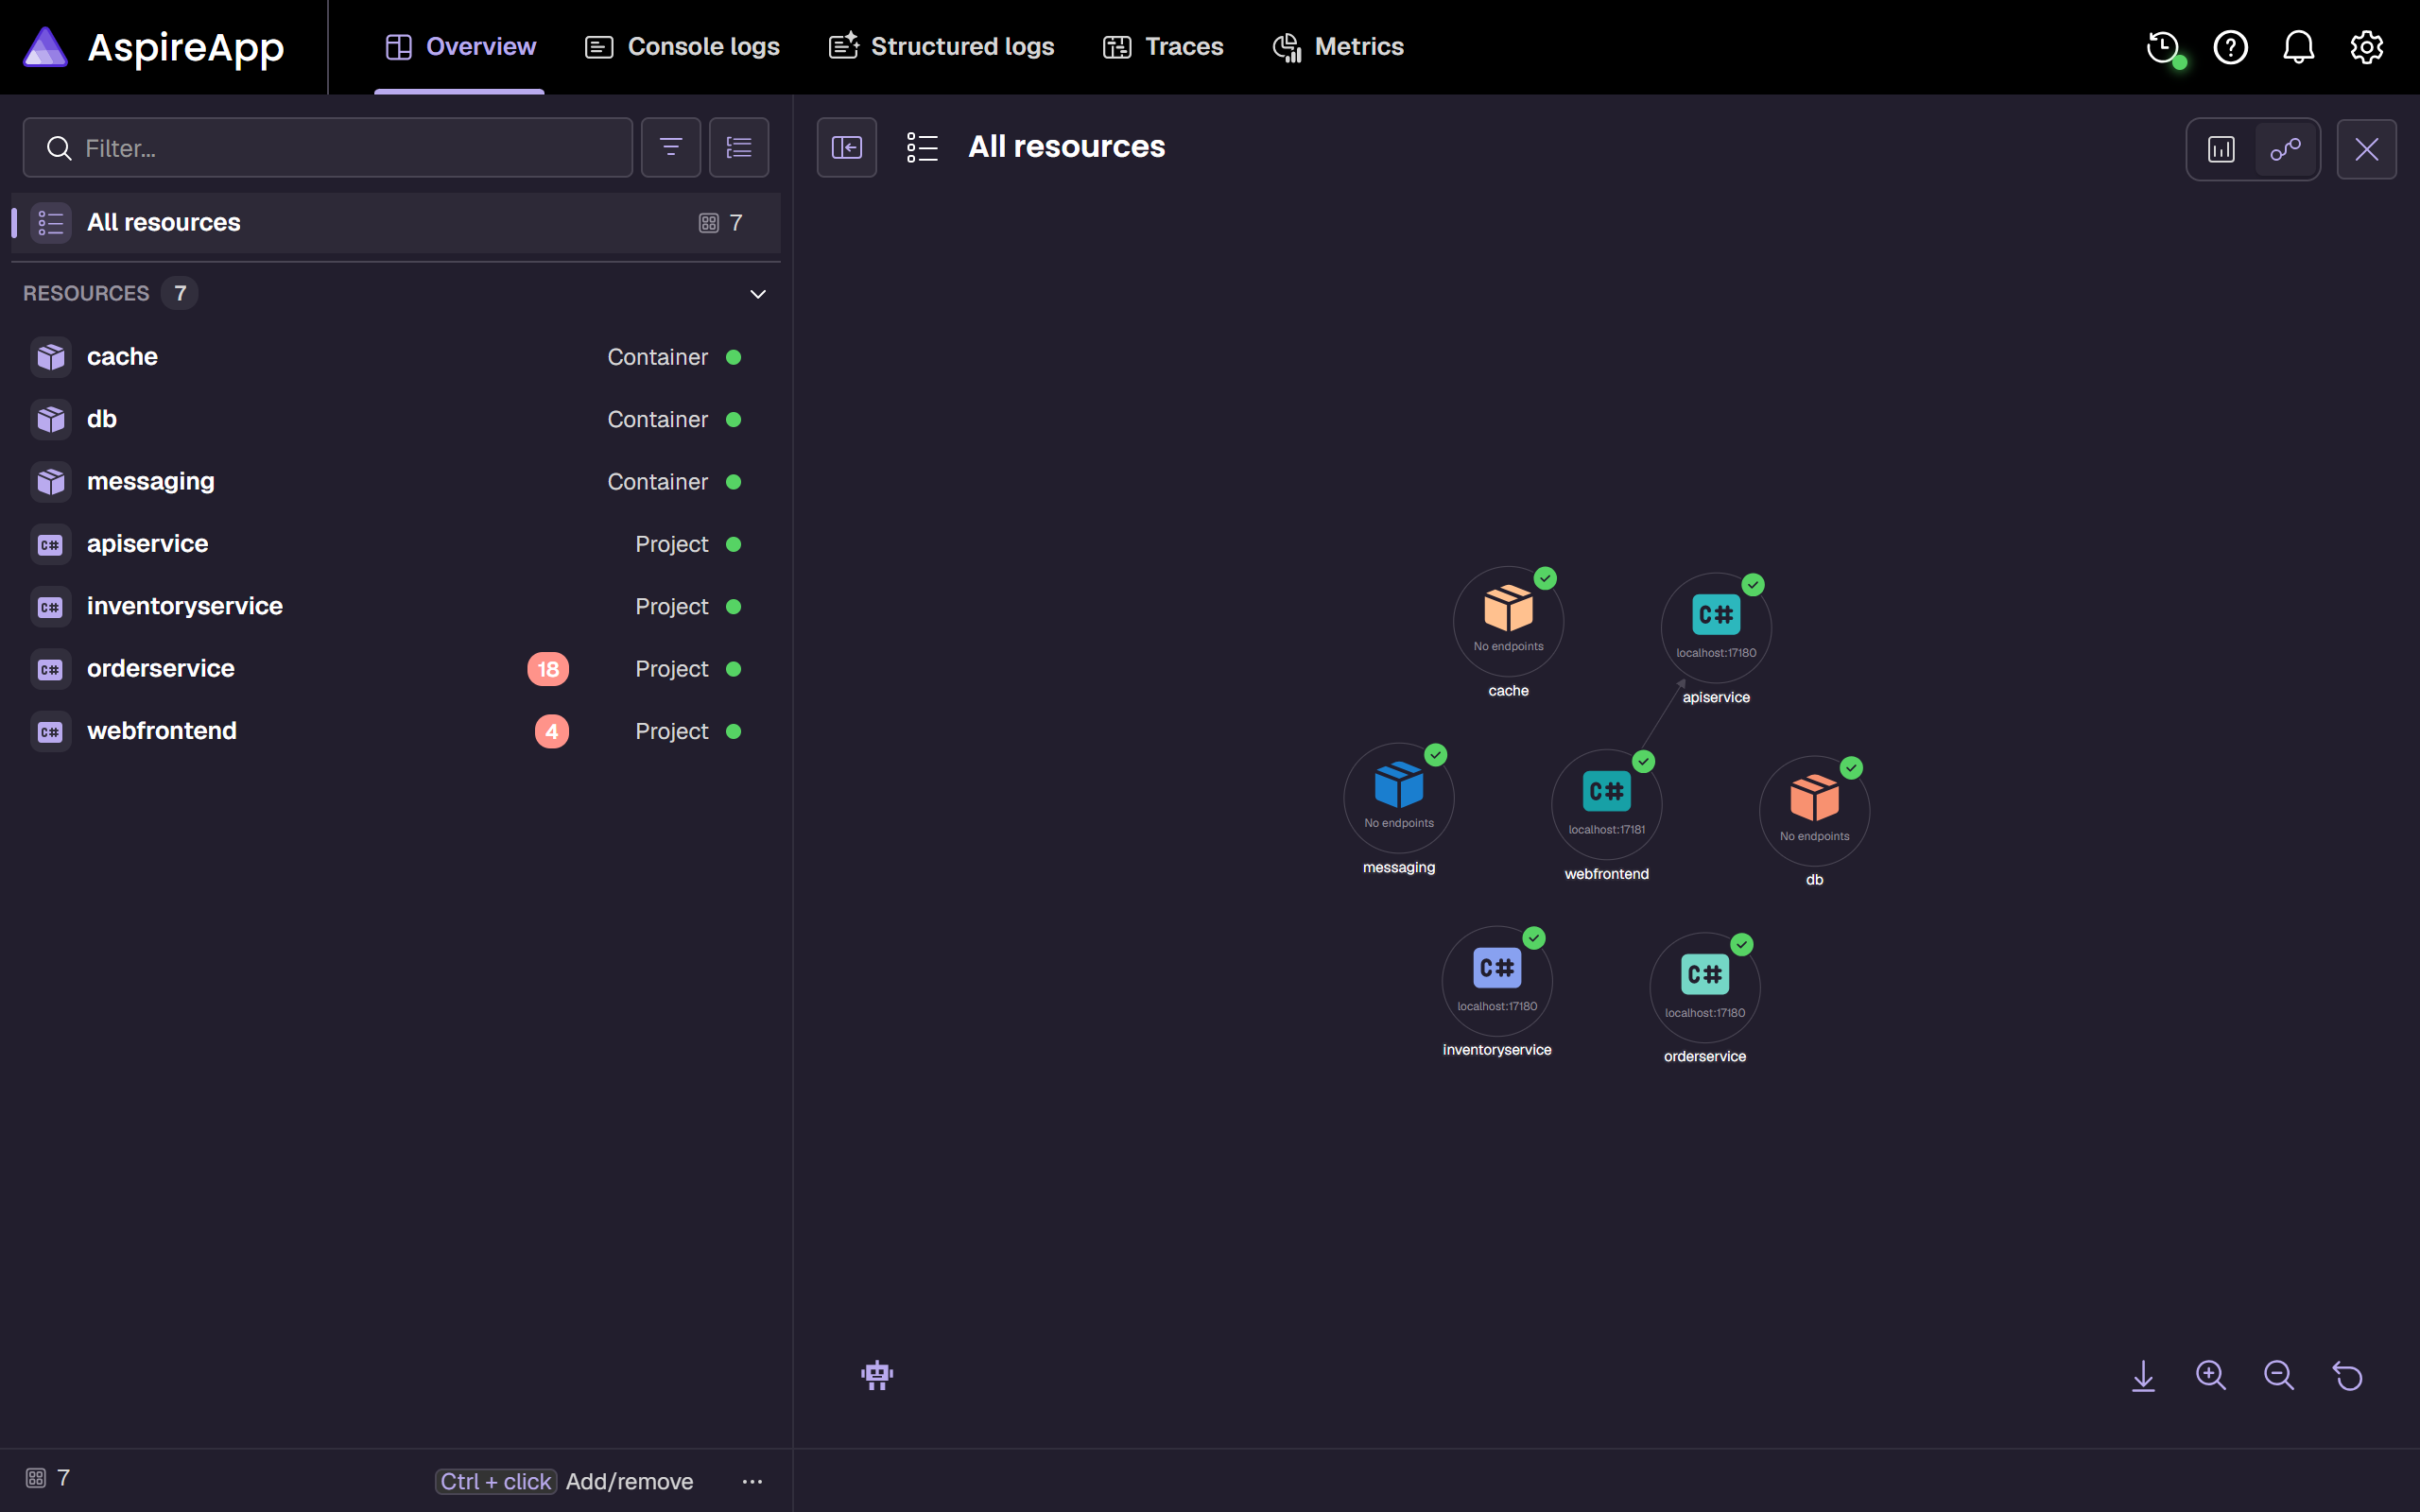 AspireApp
Overview
Console logs
Structured logs
Traces
Metrics
Filter...
All resources
7
RESOURCES 7
cache Container
db Container
messaging Container
C# apiservice Project
C# inventoryservice Project
C# orderservice 18 Project
C# webfrontend 4 Project
7
Ctrl + click Add/remove
All resources
No endpoints
cache
C#
localhost:17180
apiservice
No endpoints
messaging
C#
localhost:17181
webfrontend
No endpoints
db
C#
localhost:17180
inventoryservice
C#
localhost:17180
orderservice